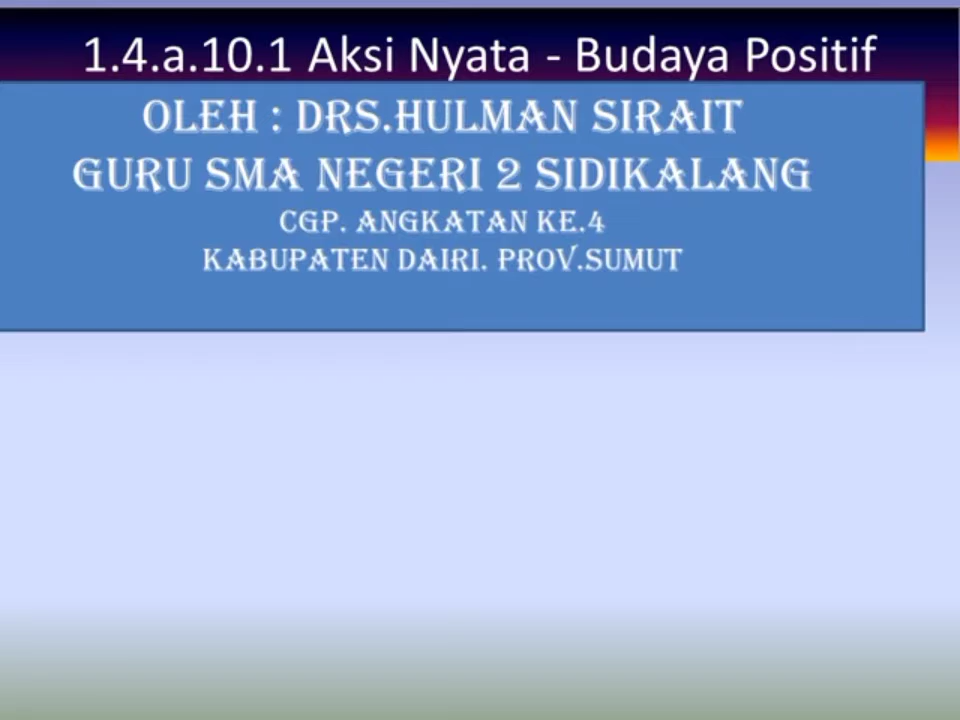 1.4.a.10.1 Aksi Nyata - Budaya Positif
OLEH : DRS.HULMAN SIRAIT
GURU SMA NEGERI 2 SIDIKALANG
CGP. ANGKATAN KE.4
KABUPATEN DAIRI. PROV.SUMUT